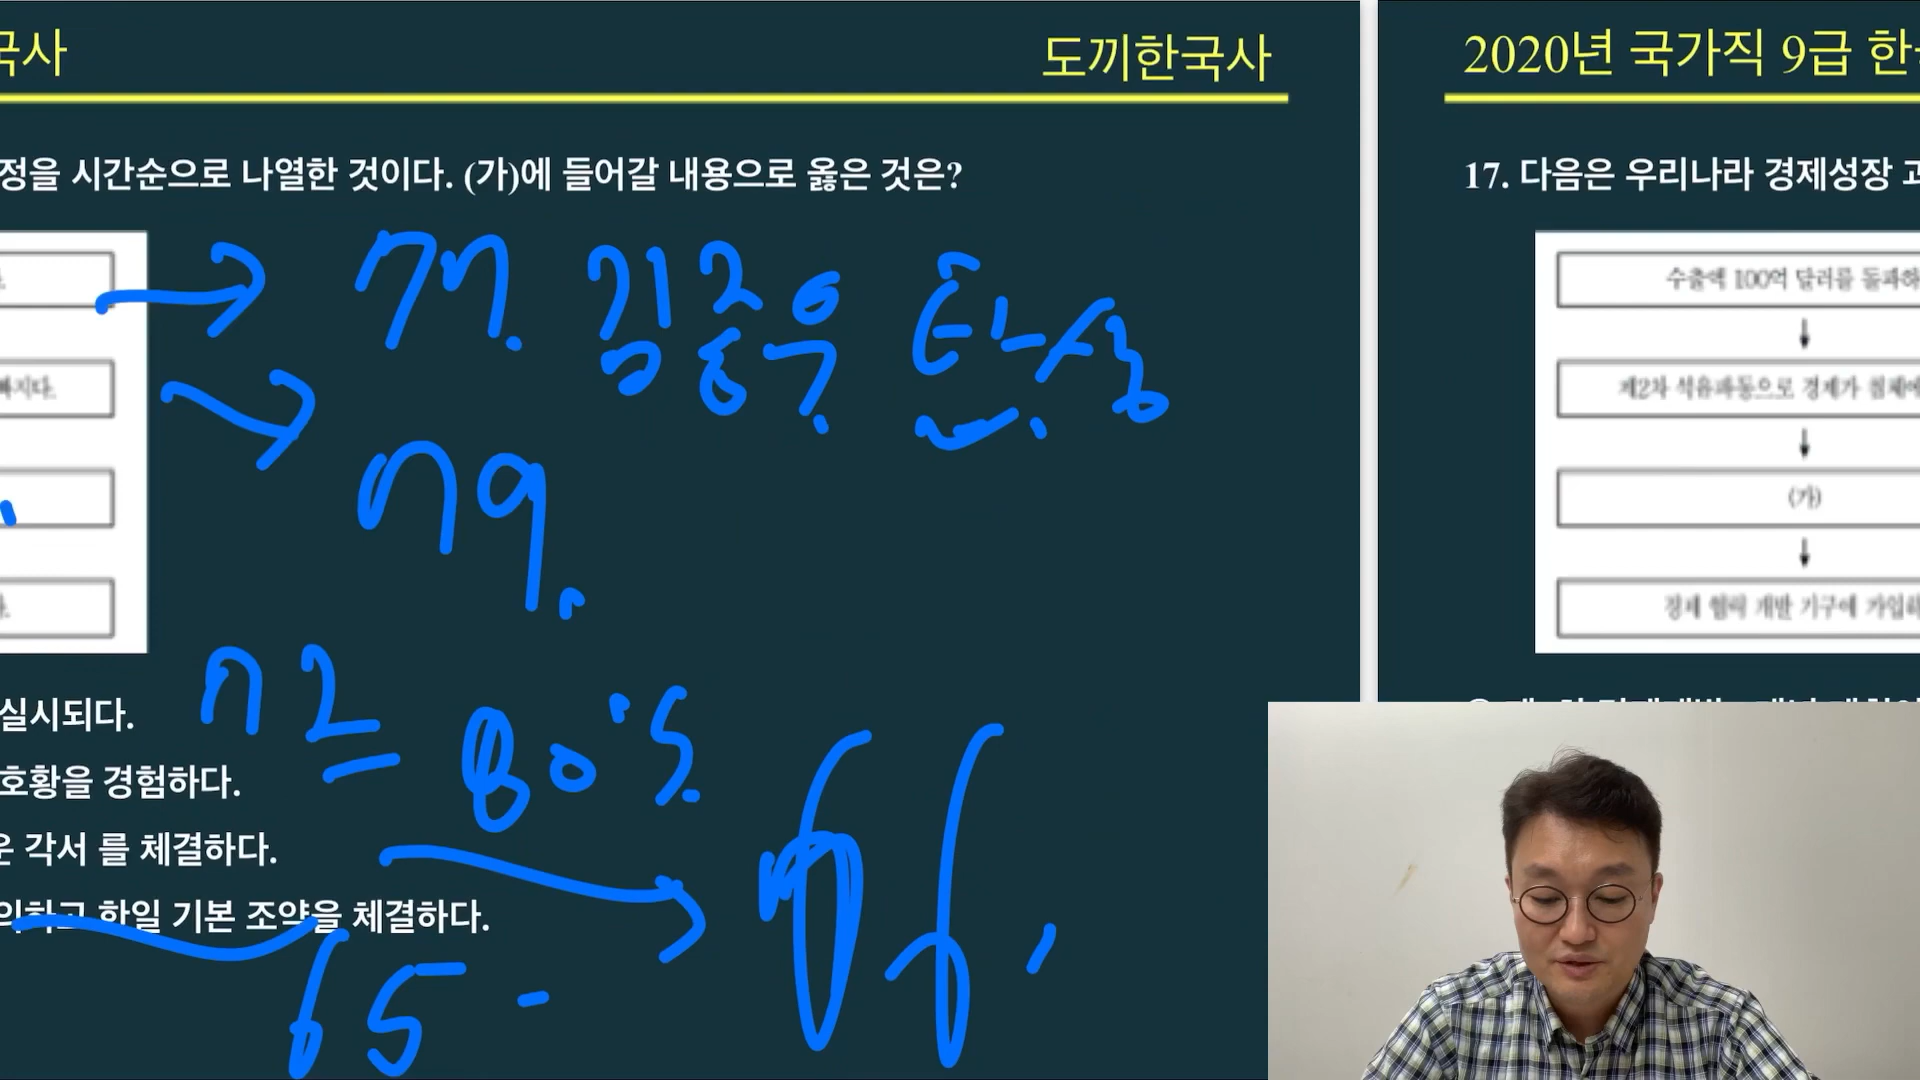 국사
도끼한국사
정을 시간순으로 나열한 것이다. (가)에 들어갈 내용으로 옳은 것은?
빠지다.
77. 김종우 탄생
79.
실시되다.
72
호황을 경험하다.
80's.
각서 를 체결하다.
66.
의하고 한일 기본 조약을 체결하다.
65 -
2020년 국가직 9급 한국
17. 다음은 우리나라 경제성장 과
수출액 100억 달러를 돌파하
↓
제2차 석유파동으로 경제가 침체에
↓
(가)
↓
경제 협력 개발 기구에 가입하